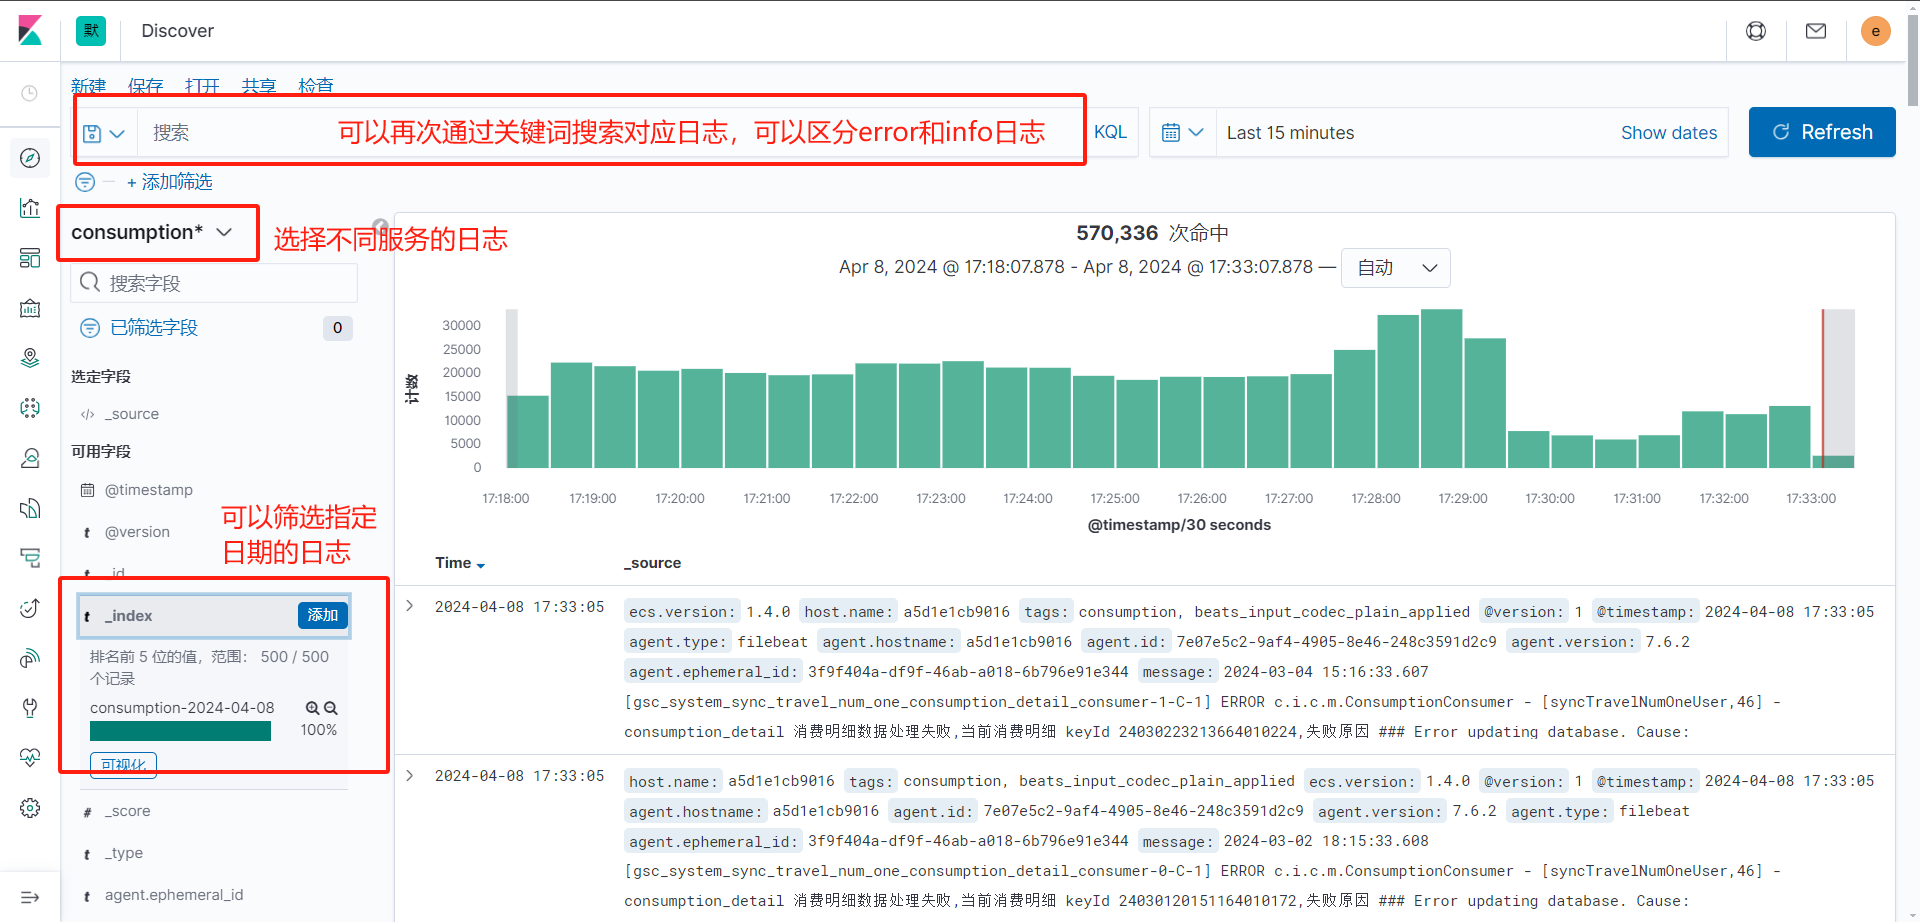 默
Discover
e
新建 保存 打开 共享 检查
搜索
可以再次通过关键词搜索对应日志，可以区分error和info日志
KQL
Last 15 minutes
Show dates
Refresh
+ 添加筛选
consumption*
选择不同服务的日志
搜索字段
已筛选字段
0
选定字段
</> _source
可用字段
@timestamp
t @version
可以筛选指定
日期的日志
t _id
t _index
添加
排名前 5 位的值，范围： 500 / 500
个记录
consumption-2024-04-08
100%
可视化
# _score
t _type
t agent.ephemeral_id
570,336 次命中
Apr 8, 2024 @ 17:18:07.878 - Apr 8, 2024 @ 17:33:07.878 —
自动
计数
30000
25000
20000
15000
10000
5000
0
17:18:00 17:19:00 17:20:00 17:21:00 17:22:00 17:23:00 17:24:00 17:25:00 17:26:00 17:27:00 17:28:00 17:29:00 17:30:00 17:31:00 17:32:00 17:33:00
@timestamp/30 seconds
Time _source
2024-04-08 17:33:05
ecs.version: 1.4.0 host.name: a5d1e1cb9016 tags: consumption, beats_input_codec_plain_applied @version: 1 @timestamp: 2024-04-08 17:33:05
agent.type: filebeat agent.hostname: a5d1e1cb9016 agent.id: 7e07e5c2-9af4-4905-8e46-248c3591d2c9 agent.version: 7.6.2
agent.ephemeral_id: 3f9f404a-df9f-46ab-a018-6b796e91e344 message: 2024-03-04 15:16:33.607
[gsc_system_sync_travel_num_one_consumption_detail_consumer-1-C-1] ERROR c.i.c.m.ConsumptionConsumer - [syncTravelNumOneUser,46] -
consumption_detail 消费明细数据处理失败,当前消费明细 keyId 24030223213664010224,失败原因 ### Error updating database. Cause:
2024-04-08 17:33:05
host.name: a5d1e1cb9016 tags: consumption, beats_input_codec_plain_applied ecs.version: 1.4.0 @version: 1 @timestamp: 2024-04-08 17:33:05
agent.hostname: a5d1e1cb9016 agent.id: 7e07e5c2-9af4-4905-8e46-248c3591d2c9 agent.version: 7.6.2 agent.type: filebeat
agent.ephemeral_id: 3f9f404a-df9f-46ab-a018-6b796e91e344 message: 2024-03-02 18:15:33.608
[gsc_system_sync_travel_num_one_consumption_detail_consumer-0-C-1] ERROR c.i.c.m.ConsumptionConsumer - [syncTravelNumOneUser,46] -
consumption_detail 消费明细数据处理失败,当前消费明细 keyId 24030120151164010172,失败原因 ### Error updating database. Cause: